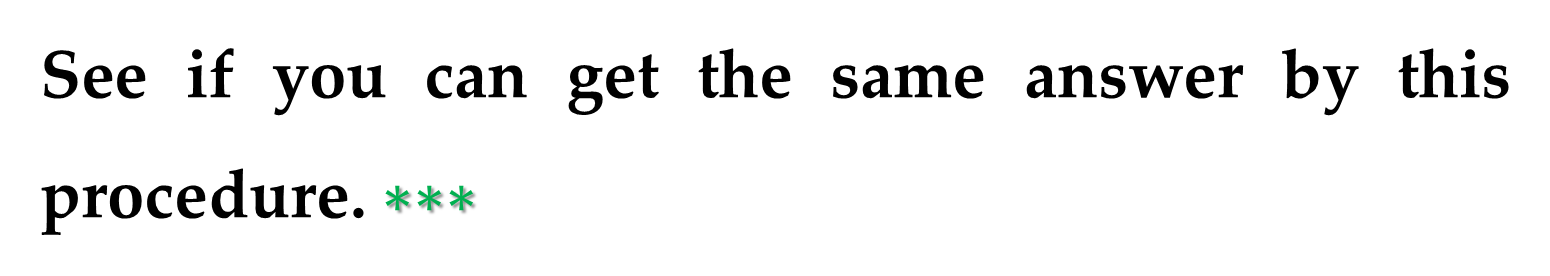 See if you can get the same answer by this
procedure. ***